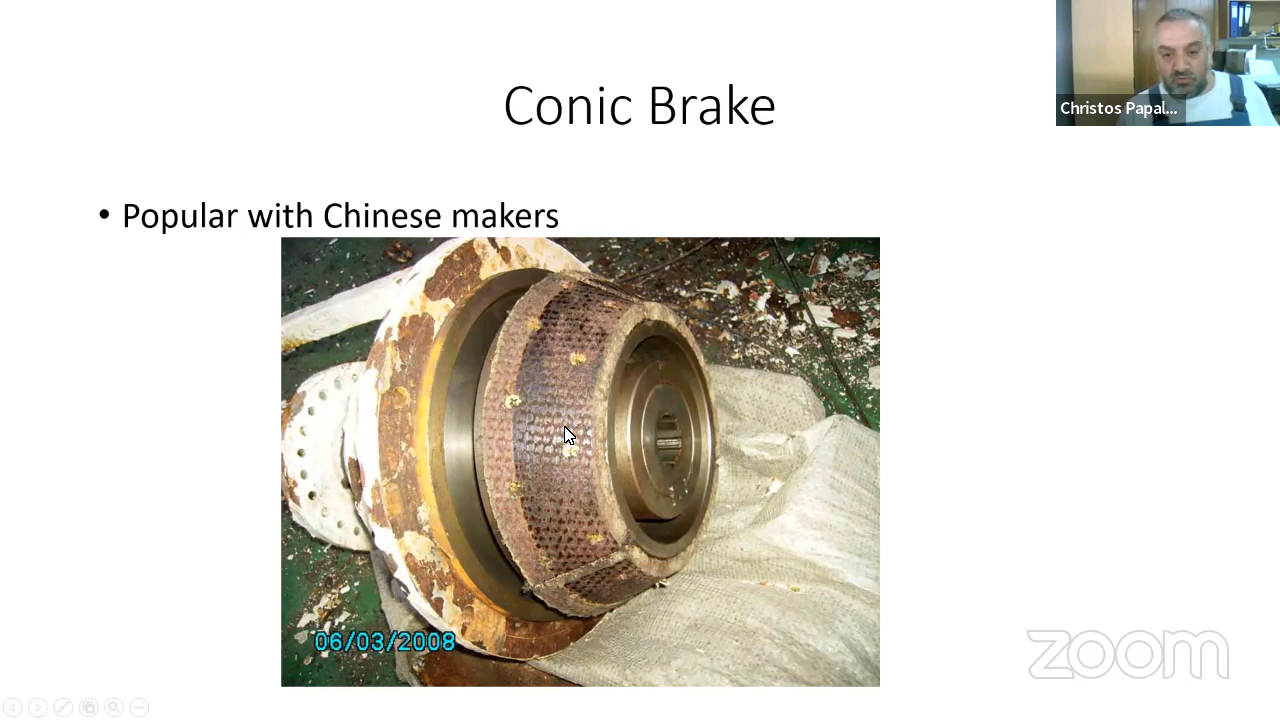 Conic Brake
Christos Papal...
• Popular with Chinese makers
06/03/2008
zoom